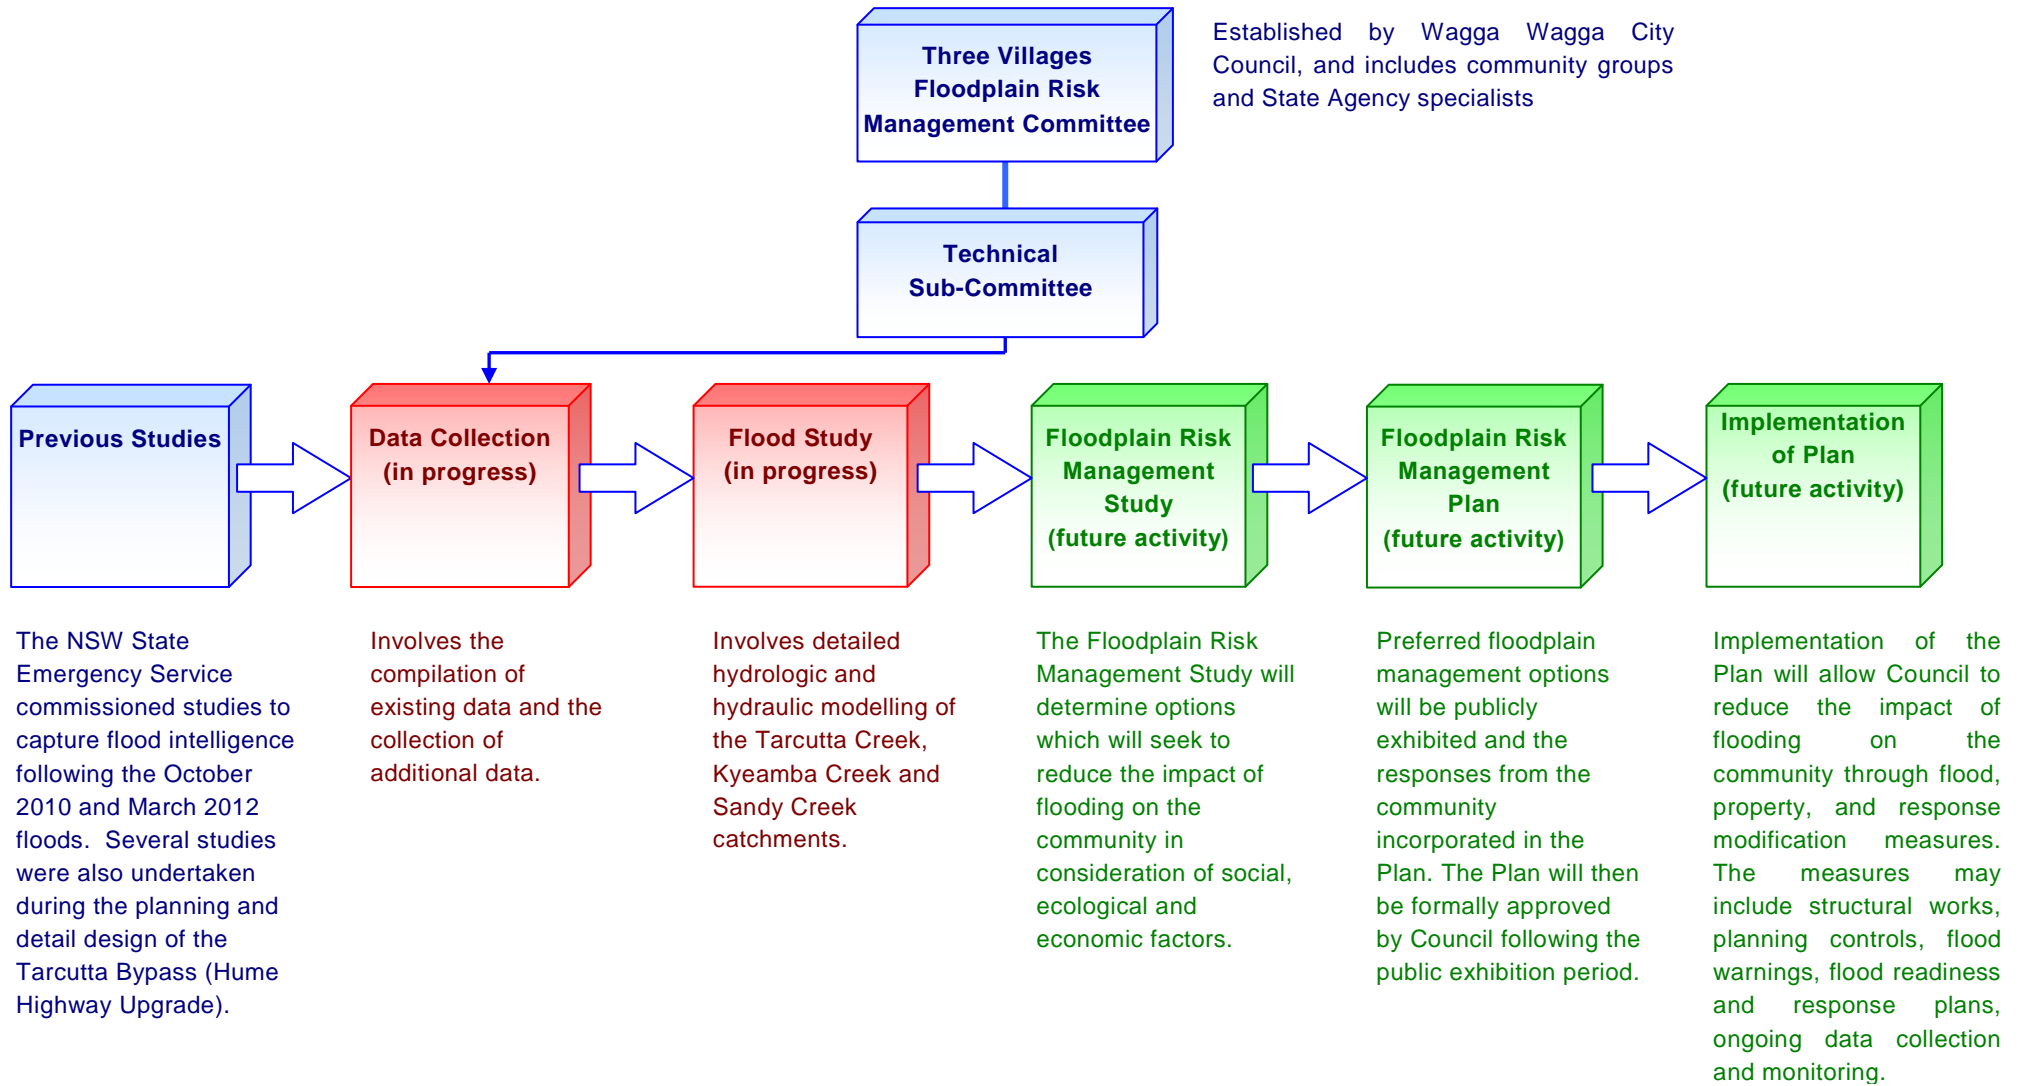 Three Villages
Floodplain Risk
Management Committee
Established by Wagga Wagga City
Council, and includes community groups
and State Agency specialists
Technical
Sub-Committee
Previous Studies
Data Collection
(in progress)
Flood Study
(in progress)
Floodplain Risk
Management
Study
(future activity)
Floodplain Risk
Management
Plan
(future activity)
Implementation
of Plan
(future activity)
The NSW State
Emergency Service
commissioned studies to
capture flood intelligence
following the October
2010 and March 2012
floods. Several studies
were also undertaken
during the planning and
detail design of the
Tarcutta Bypass (Hume
Highway Upgrade).
Involves the
compilation of
existing data and the
collection of
additional data.
Involves detailed
hydrologic and
hydraulic modelling of
the Tarcutta Creek,
Kyeamba Creek and
Sandy Creek
catchments.
The Floodplain Risk
Management Study will
determine options
which will seek to
reduce the impact of
flooding on the
community in
consideration of social,
ecological and
economic factors.
Preferred floodplain
management options
will be publicly
exhibited and the
responses from the
community
incorporated in the
Plan. The Plan will then
be formally approved
by Council following the
public exhibition period.
Implementation of the
Plan will allow Council to
reduce the impact of
flooding on the
community through flood,
property, and response
modification measures.
The measures may
include structural works,
planning controls, flood
warnings, flood readiness
and response plans,
ongoing data collection
and monitoring.